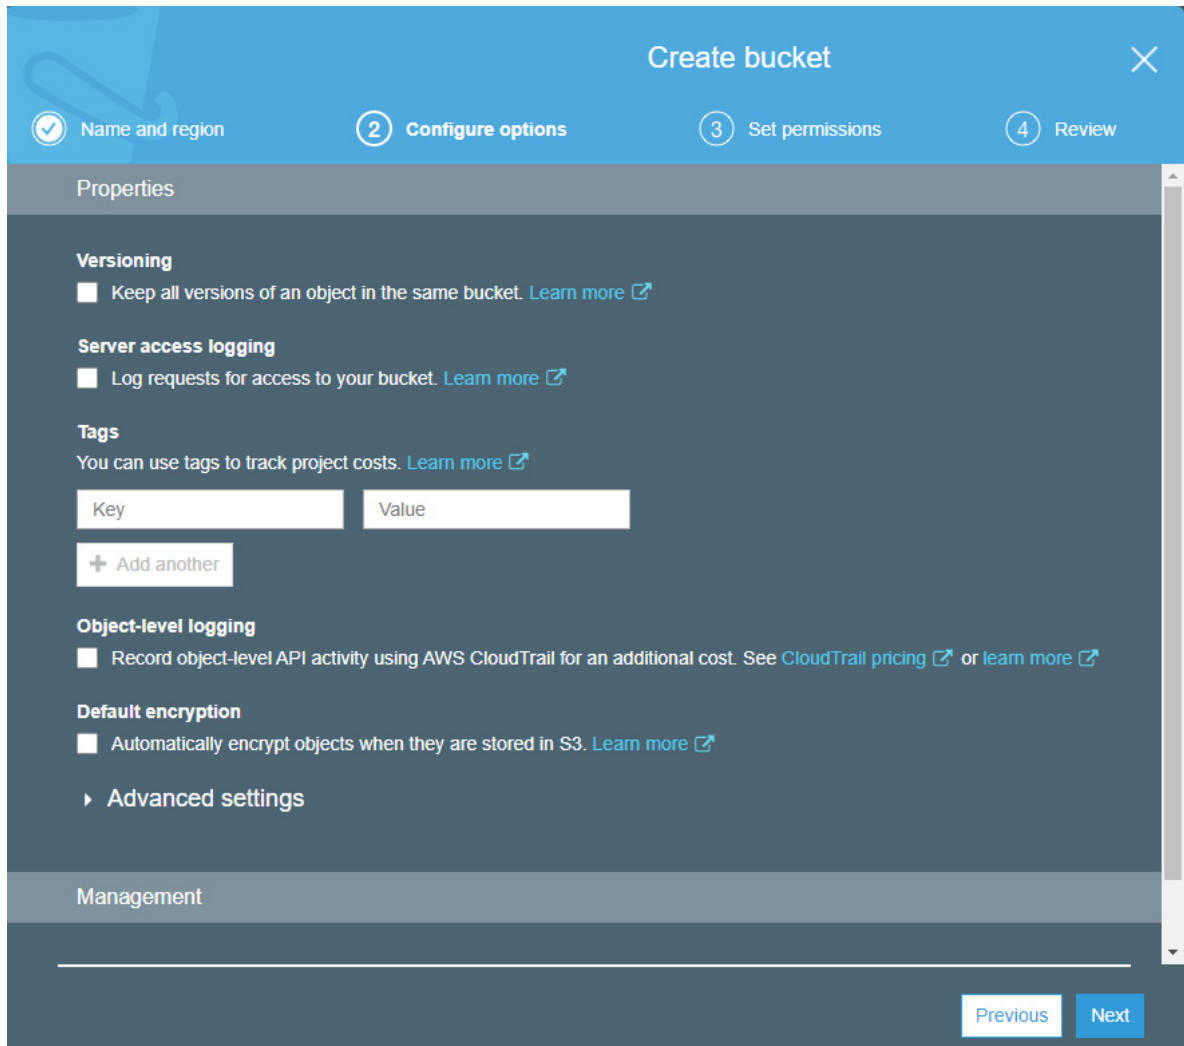 Create bucket
Name and region
2 Configure options
3 Set permissions
4 Review
Properties
Versioning
Keep all versions of an object in the same bucket. Learn more
Server access logging
Log requests for access to your bucket. Learn more
Tags
You can use tags to track project costs. Learn more
Key Value
+ Add another
Object-level logging
Record object-level API activity using AWS CloudTrail for an additional cost. See CloudTrail pricing or learn more
Default encryption
Automatically encrypt objects when they are stored in S3. Learn more
Advanced settings
Management
Previous Next